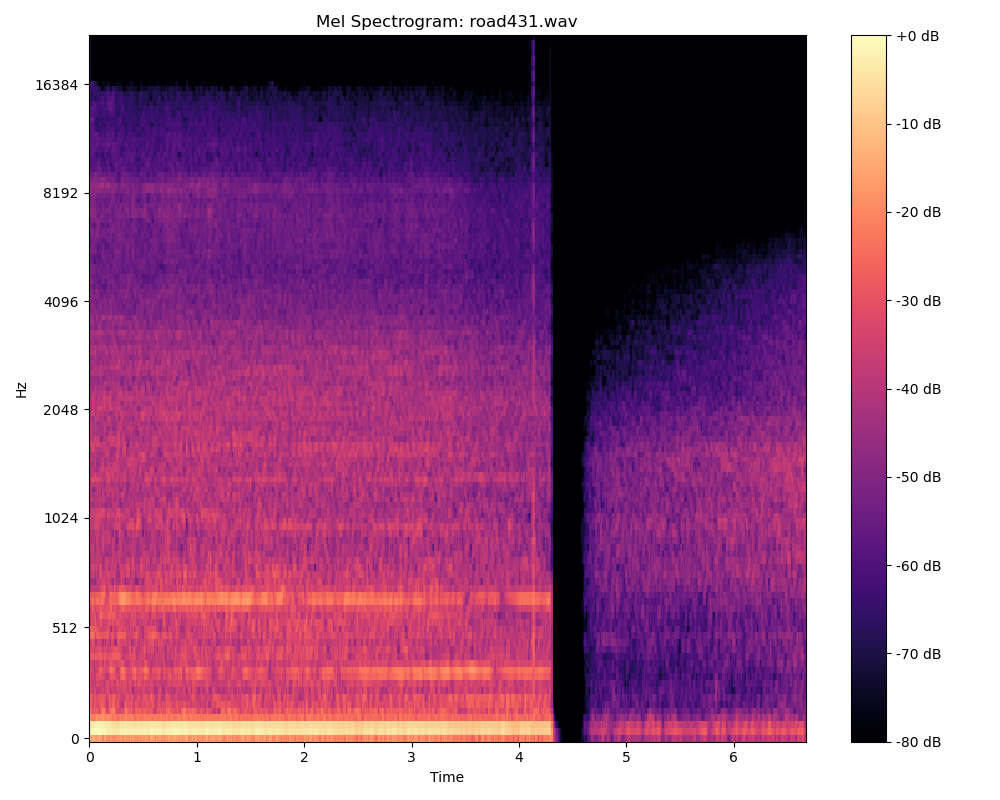 Mel Spectrogram: road431.wav
16384
8192
4096
2048
1024
512
0
Hz
0 1 2 3 4 5 6
Time
+0 dB
-10 dB
-20 dB
-30 dB
-40 dB
-50 dB
-60 dB
-70 dB
-80 dB